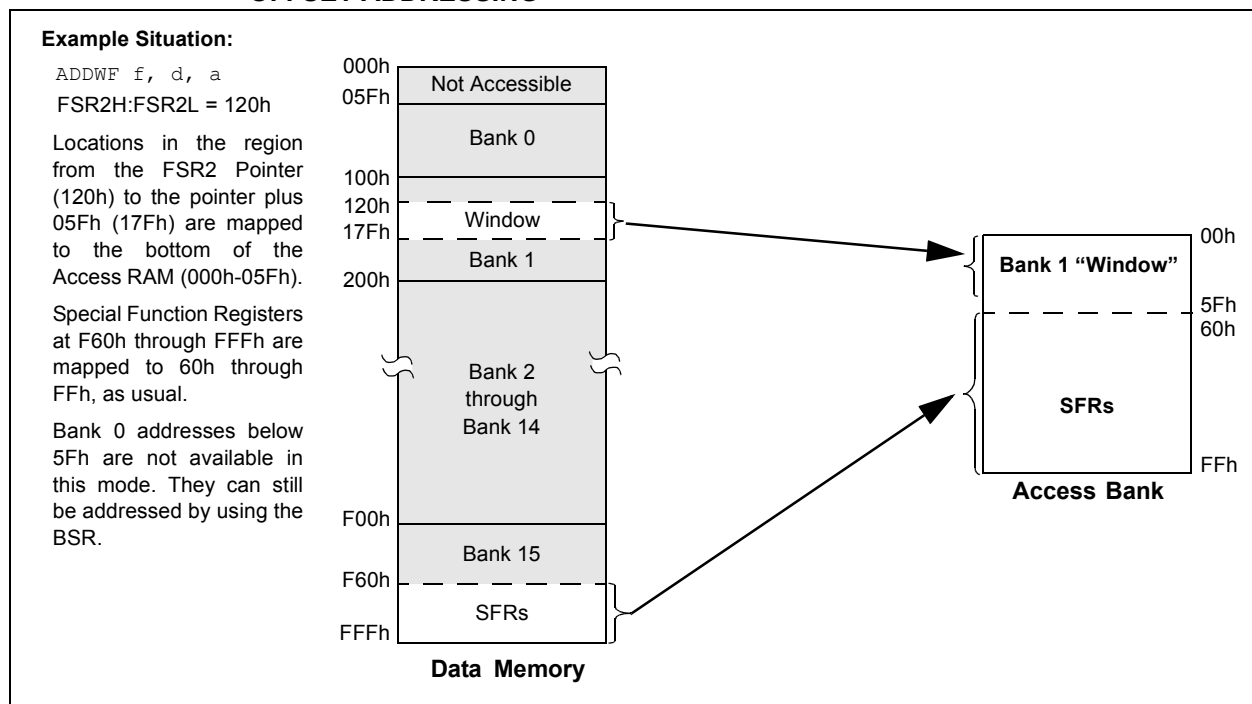 OFFSET ADDRESSING
Example Situation:
ADDWF f, d, a
FSR2H:FSR2L = 120h
Locations in the region
from the FSR2 Pointer
(120h) to the pointer plus
05Fh (17Fh) are mapped
to the bottom of the
Access RAM (000h-05Fh).
Special Function Registers
at F60h through FFFh are
mapped to 60h through
FFh, as usual.
Bank 0 addresses below
5Fh are not available in
this mode. They can still
be addressed by using the
BSR.
000h
Not Accessible
05Fh
Bank 0
100h
120h
Window
17Fh
Bank 1
200h
Bank 2
through
Bank 14
F00h
Bank 15
F60h
SFRs
FFFh
Data Memory
00h
Bank 1 “Window”
5Fh
60h
SFRs
FFh
Access Bank